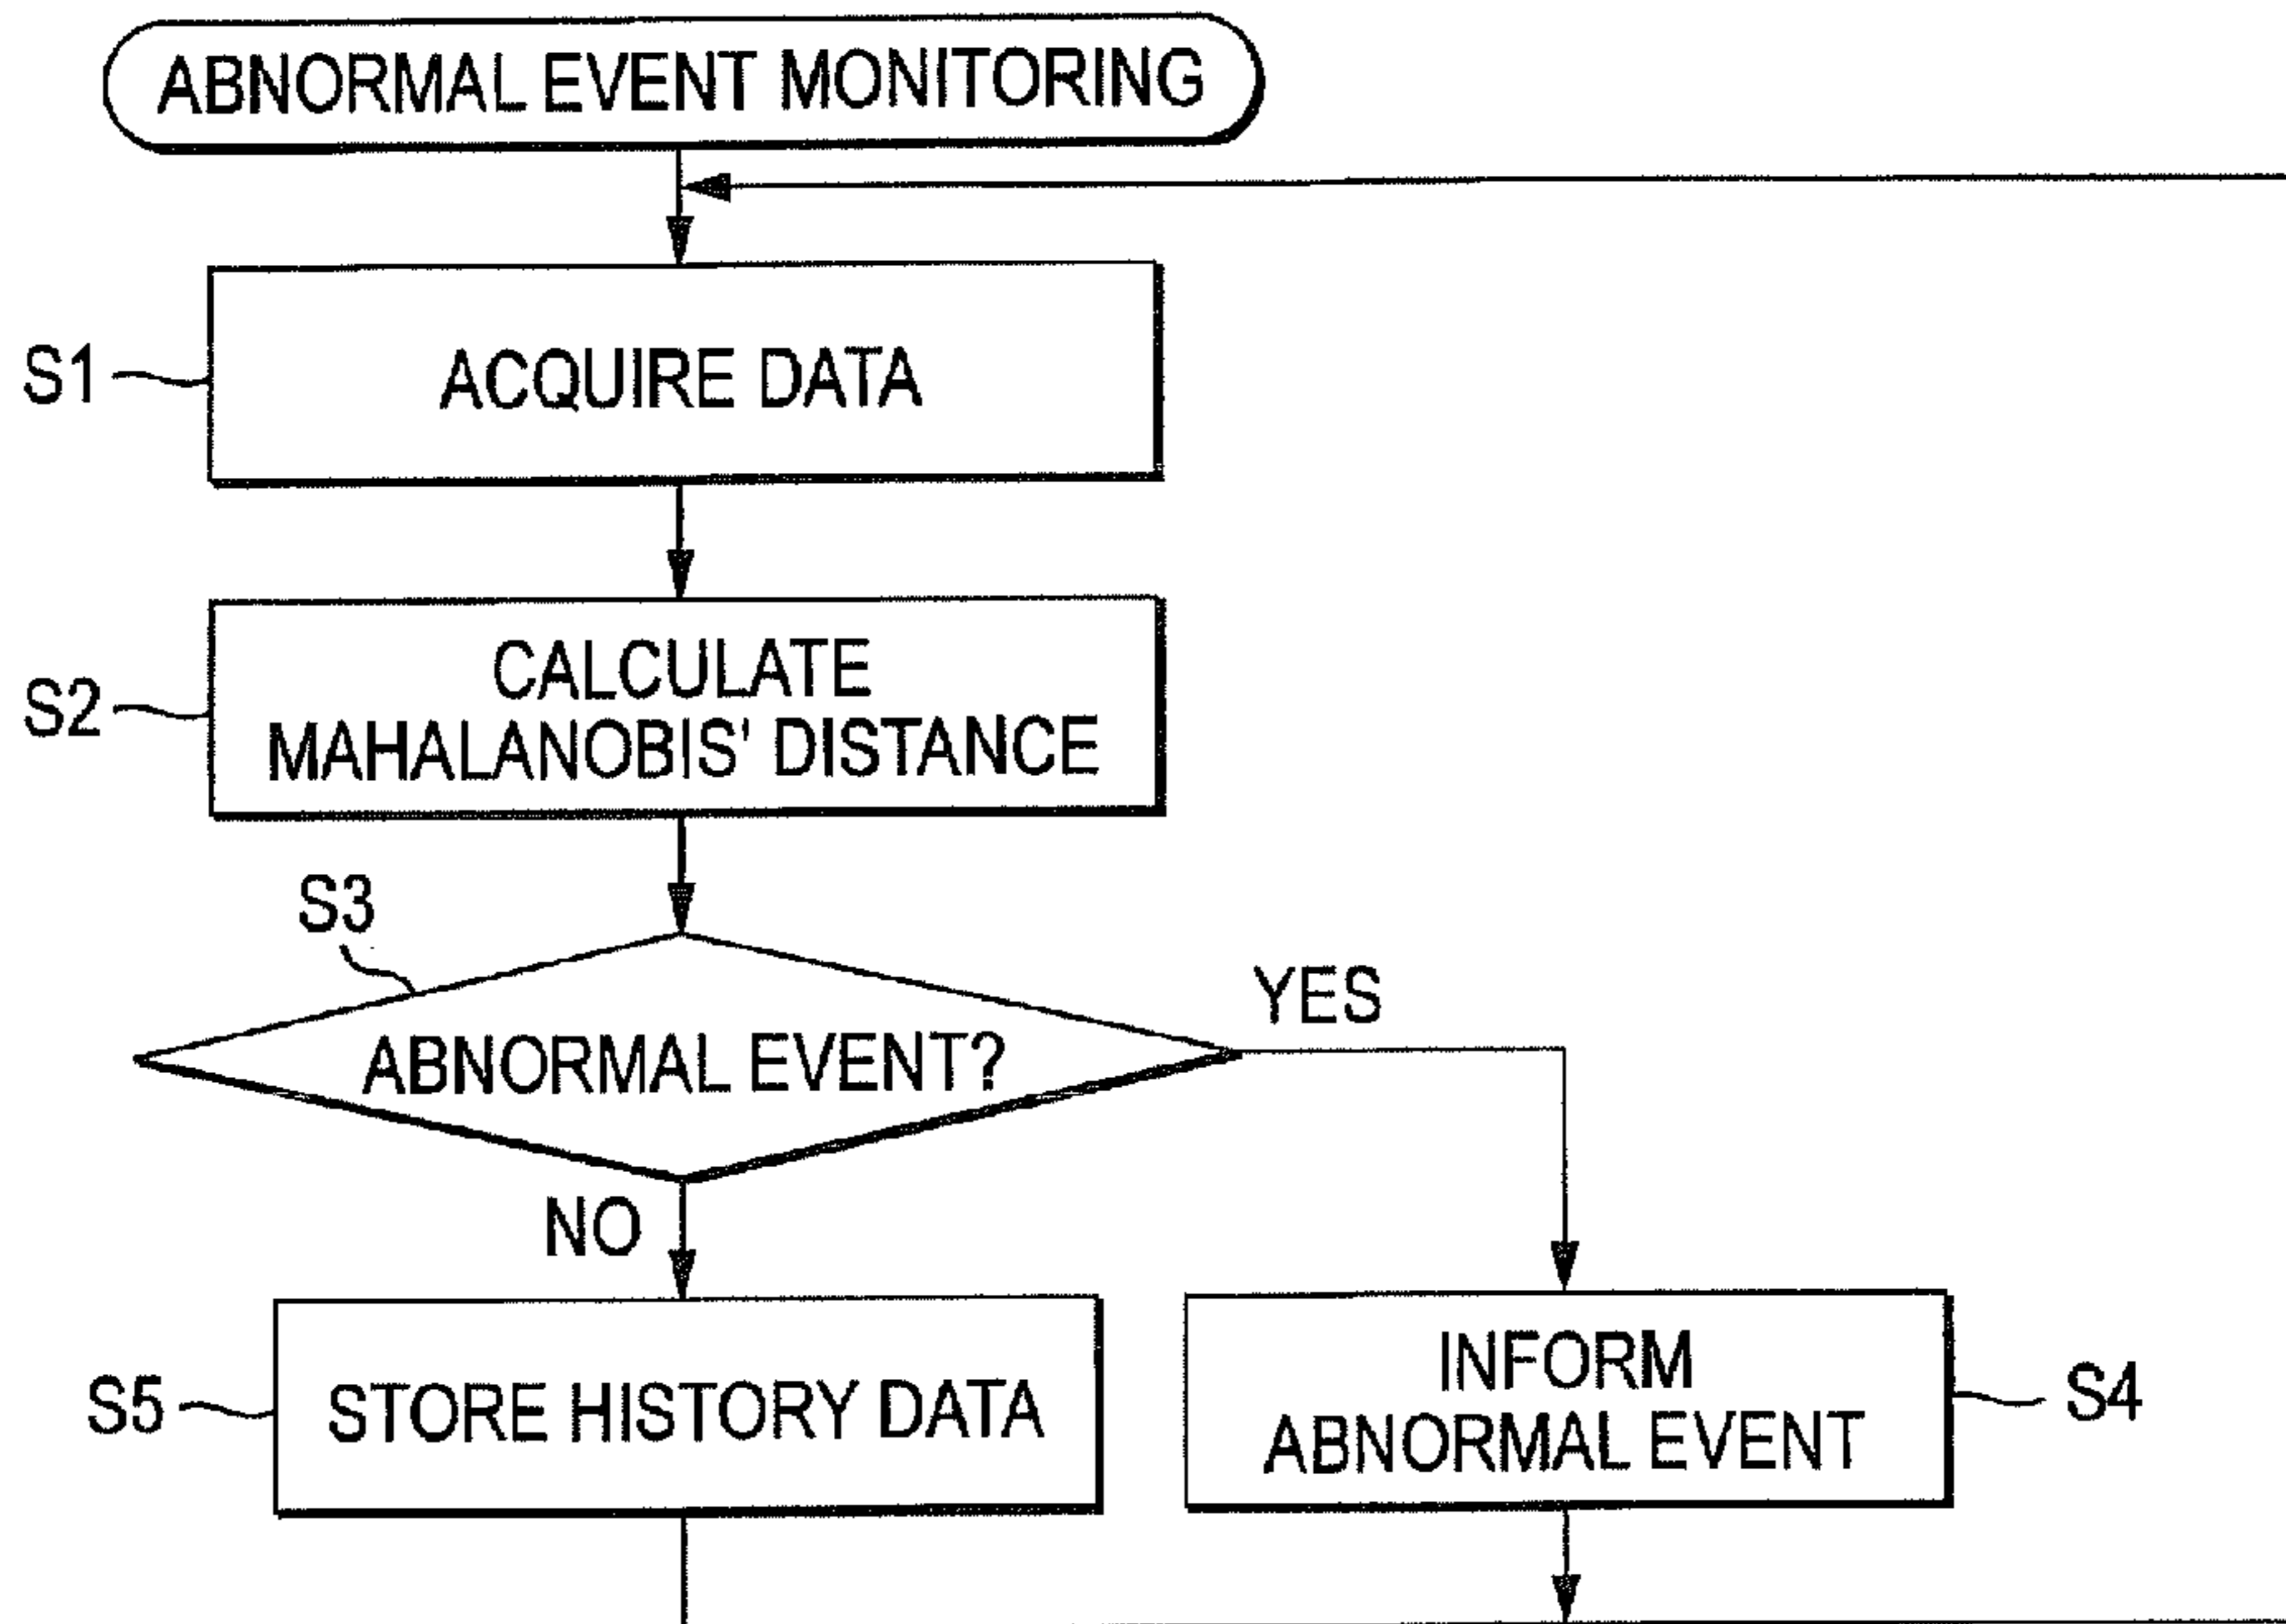 ABNORMAL EVENT MONITORING
S1
ACQUIRE DATA
S2
CALCULATE
MAHALANOBIS' DISTANCE
S3
ABNORMAL EVENT?
YES
NO
S5
STORE HISTORY DATA
INFORM
ABNORMAL EVENT
S4